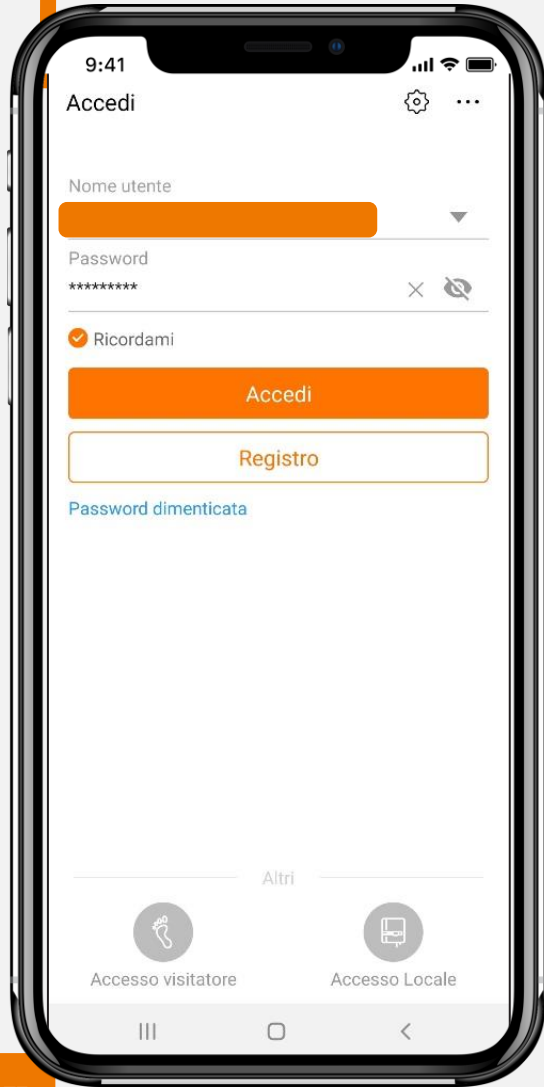 9:41
Accedi
Nome utente
Password
*********
Ricordami
Accedi
Registro
Password dimenticata
Altri
Accesso visitatore
Accesso Locale